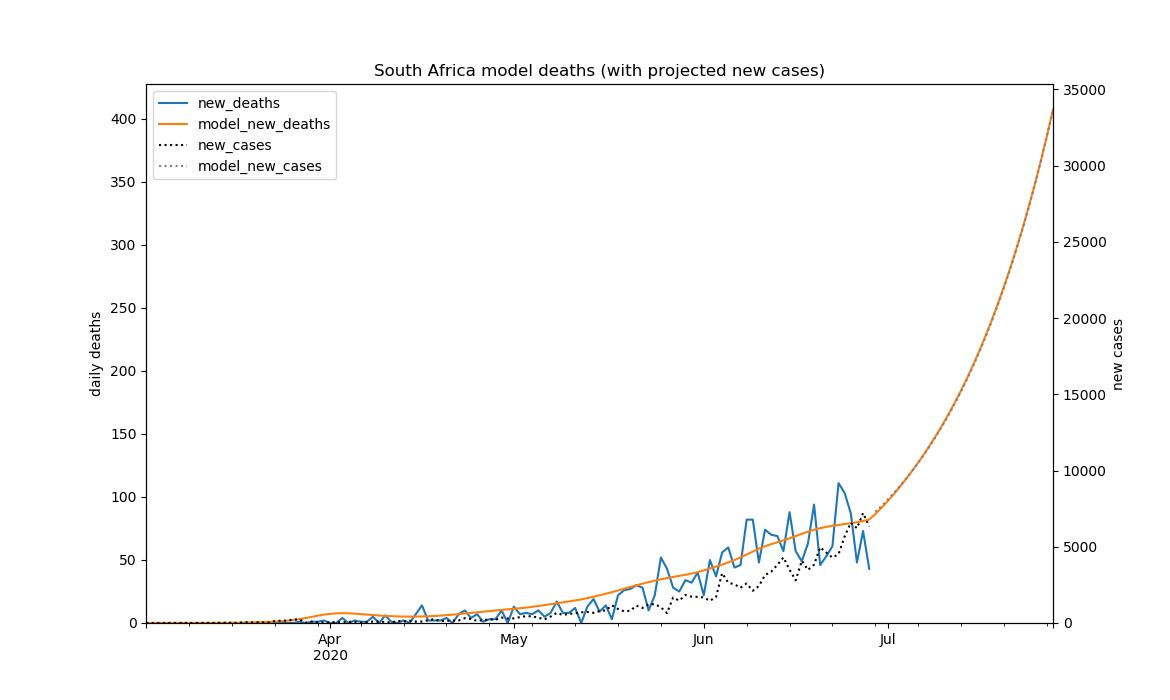 South Africa model deaths (with projected new cases)
new_deaths
model_new_deaths
new_cases
model_new_cases
400
350
300
250
200
150
100
50
0
daily deaths
35000
30000
25000
20000
15000
10000
5000
0
new cases
Apr
2020
May
Jun
Jul